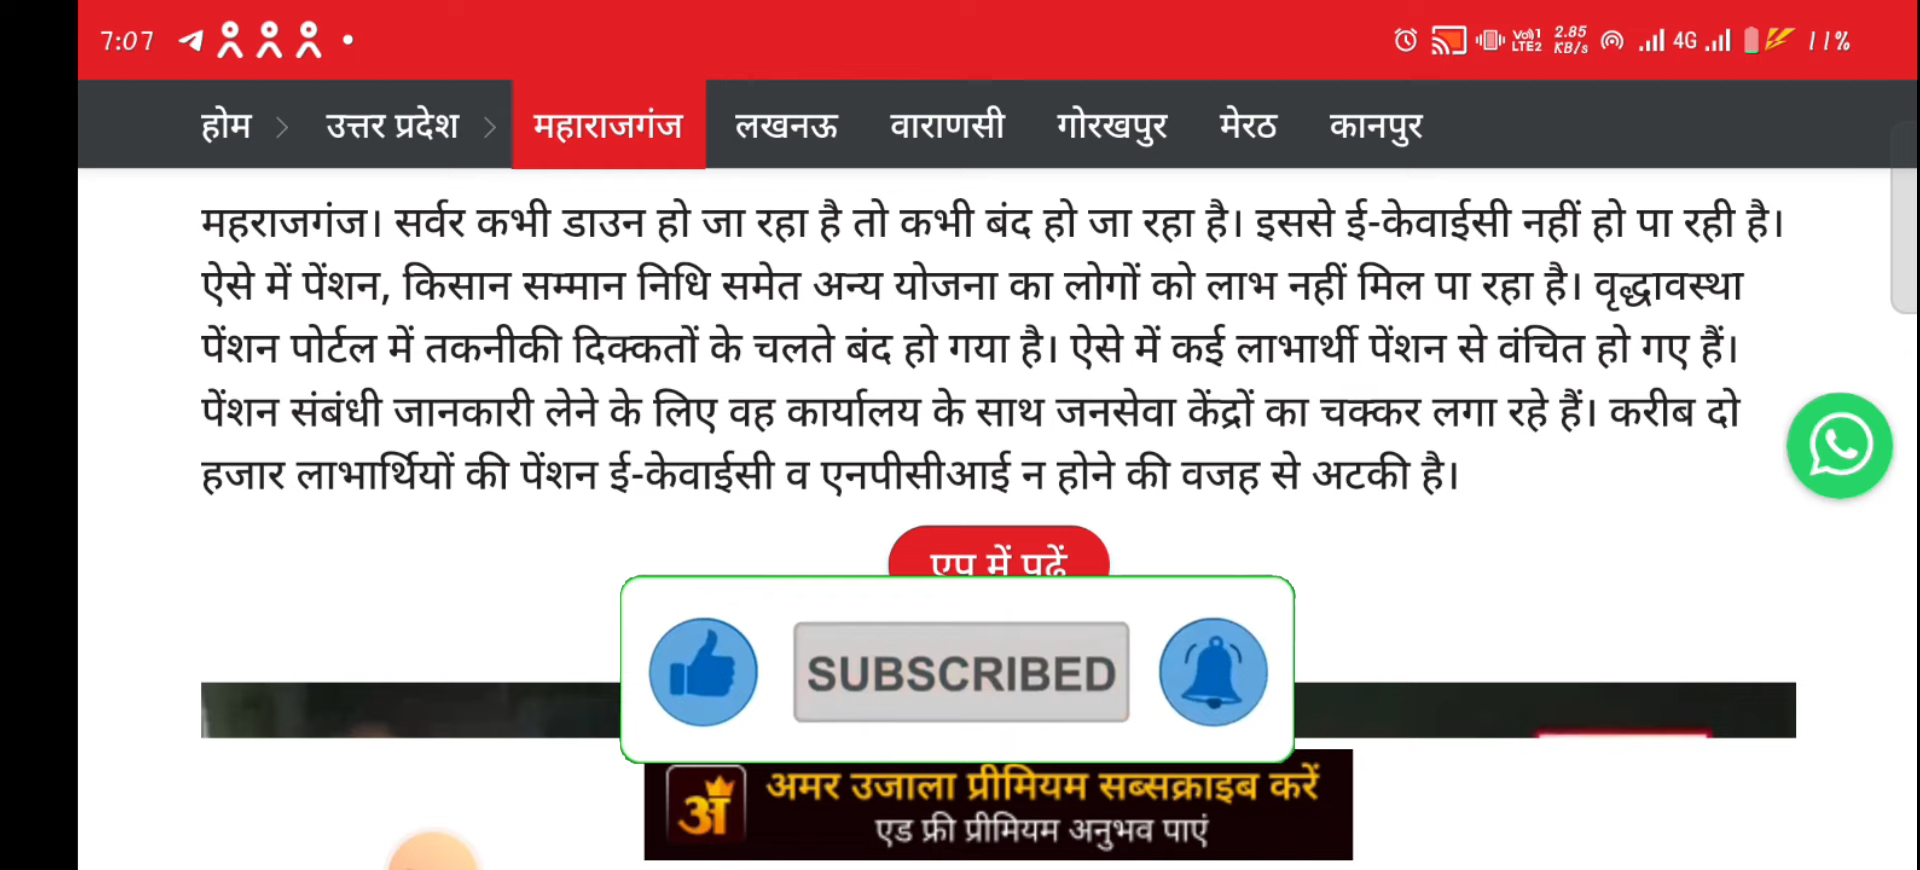 7:07
Vo)) 1 LTE2 2.85 KB/s 4G 11%
होम उत्तर प्रदेश महाराजगंज लखनऊ वाराणसी गोरखपुर मेरठ कानपुर
महराजगंज। सर्वर कभी डाउन हो जा रहा है तो कभी बंद हो जा रहा है। इससे ई-केवाईसी नहीं हो पा रही है।
ऐसे में पेंशन, किसान सम्मान निधि समेत अन्य योजना का लोगों को लाभ नहीं मिल पा रहा है। वृद्धावस्था
पेंशन पोर्टल में तकनीकी दिक्कतों के चलते बंद हो गया है। ऐसे में कई लाभार्थी पेंशन से वंचित हो गए हैं।
पेंशन संबंधी जानकारी लेने के लिए वह कार्यालय के साथ जनसेवा केंद्रों का चक्कर लगा रहे हैं। करीब दो
हजार लाभार्थियों की पेंशन ई-केवाईसी व एनपीसीआई न होने की वजह से अटकी है।
एप में पढ़ें
SUBSCRIBED
अ अमर उजाला प्रीमियम सब्सक्राइब करें
एड फ्री प्रीमियम अनुभव पाएं